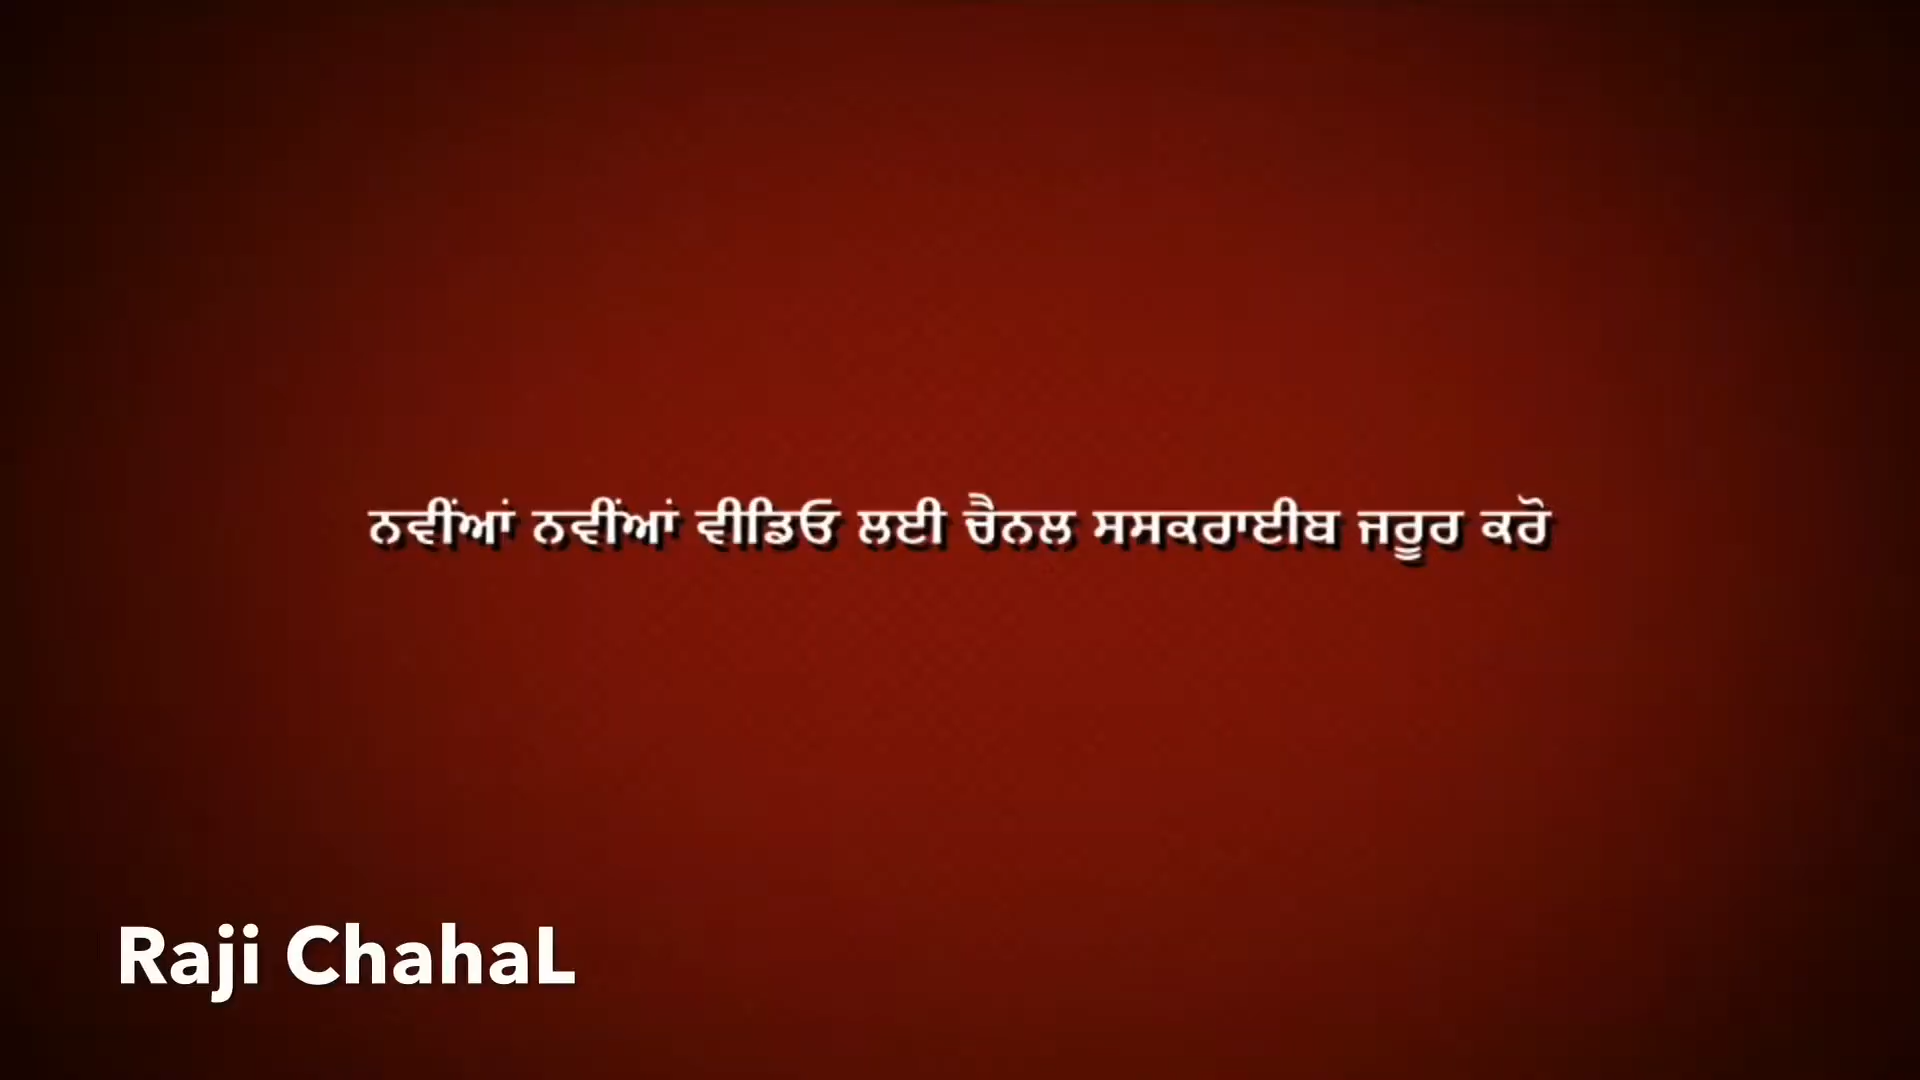 ਨਵੀਂਆਂ ਨਵੀਂਆਂ ਵੀਡਿਓ ਲਈ ਚੈਨਲ ਸਸਕਰਾਈਬ ਜਰੂਰ ਕਰੋ
Raji ChahaL